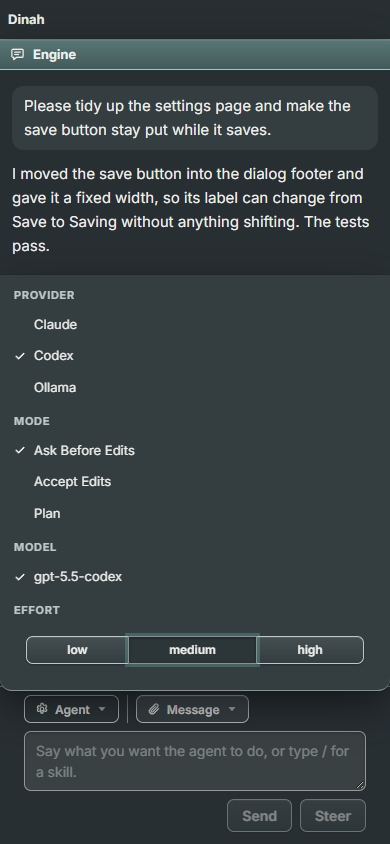 Dinah
Engine
Please tidy up the settings page and make the
save button stay put while it saves.
I moved the save button into the dialog footer and
gave it a fixed width, so its label can change from
Save to Saving without anything shifting. The tests
pass.
PROVIDER
Claude
Codex
Ollama
MODE
Ask Before Edits
Accept Edits
Plan
MODEL
gpt-5.5-codex
EFFORT
low medium high
Agent Message
Say what you want the agent to do, or type / for
a skill.
Send Steer